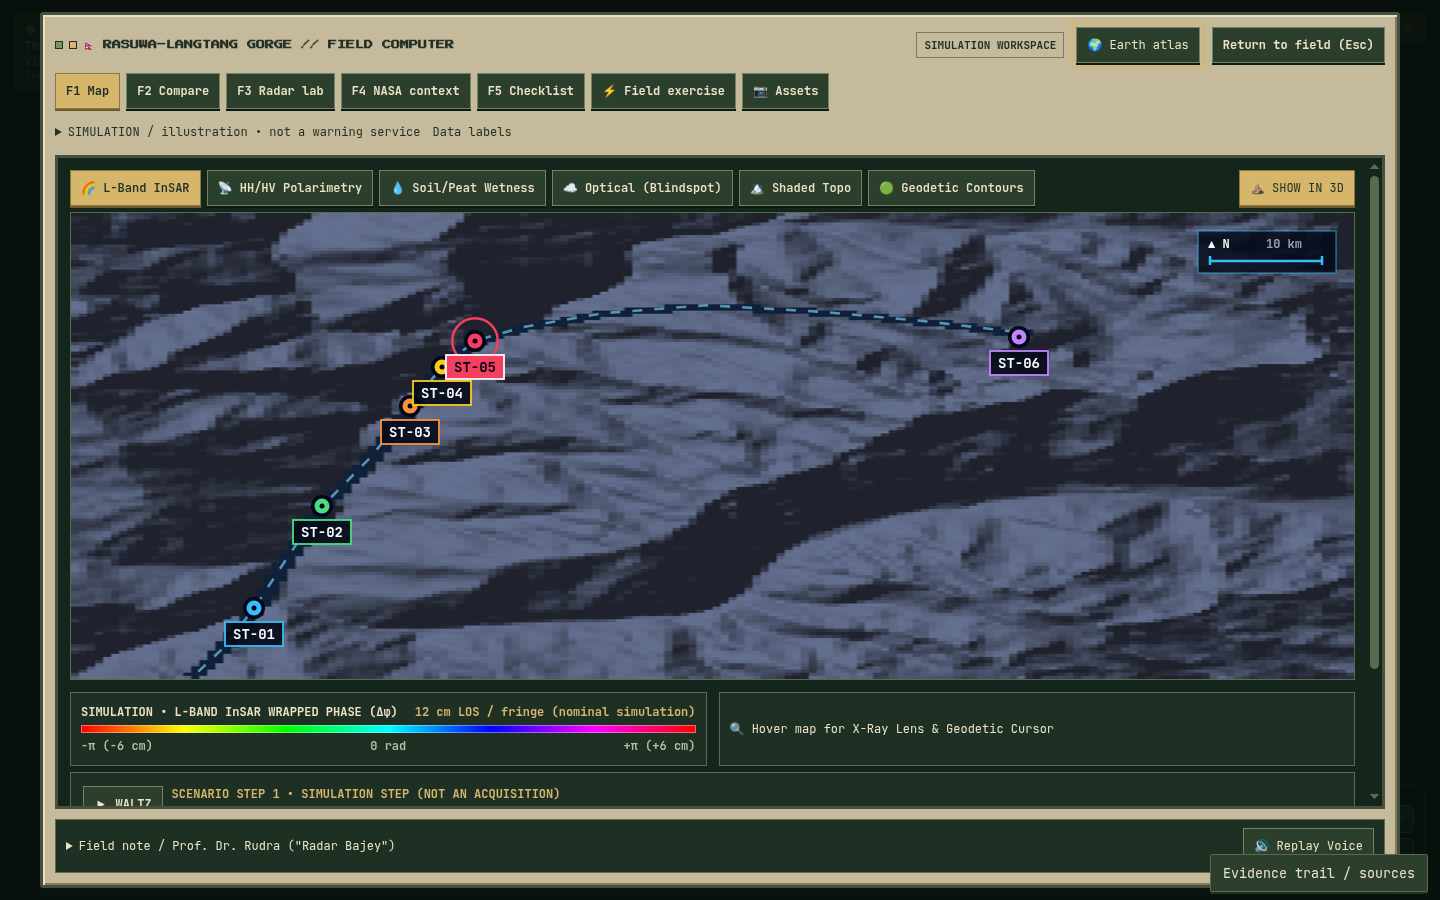 RASUWA-LANGTANG GORGE // FIELD COMPUTER
SIMULATION WORKSPACE
Earth atlas
Return to field (Esc)
F1 Map
F2 Compare
F3 Radar lab
F4 NASA context
F5 Checklist
Field exercise
Assets
SIMULATION / illustration • not a warning service Data labels
L-Band InSAR
HH/HV Polarimetry
Soil/Peat Wetness
Optical (Blindspot)
Shaded Topo
Geodetic Contours
SHOW IN 3D
▲ N 10 km
ST-05
ST-06
ST-04
ST-03
ST-02
ST-01
SIMULATION • L-BAND InSAR WRAPPED PHASE (Δφ) 12 cm LOS / fringe (nominal simulation)
-π (-6 cm) 0 rad +π (+6 cm)
Hover map for X-Ray Lens & Geodetic Cursor
SCENARIO STEP 1 • SIMULATION STEP (NOT AN ACQUISITION)
▶ WALTZ
Field note / Prof. Dr. Rudra ("Radar Bajey")
Replay Voice
Evidence trail / sources